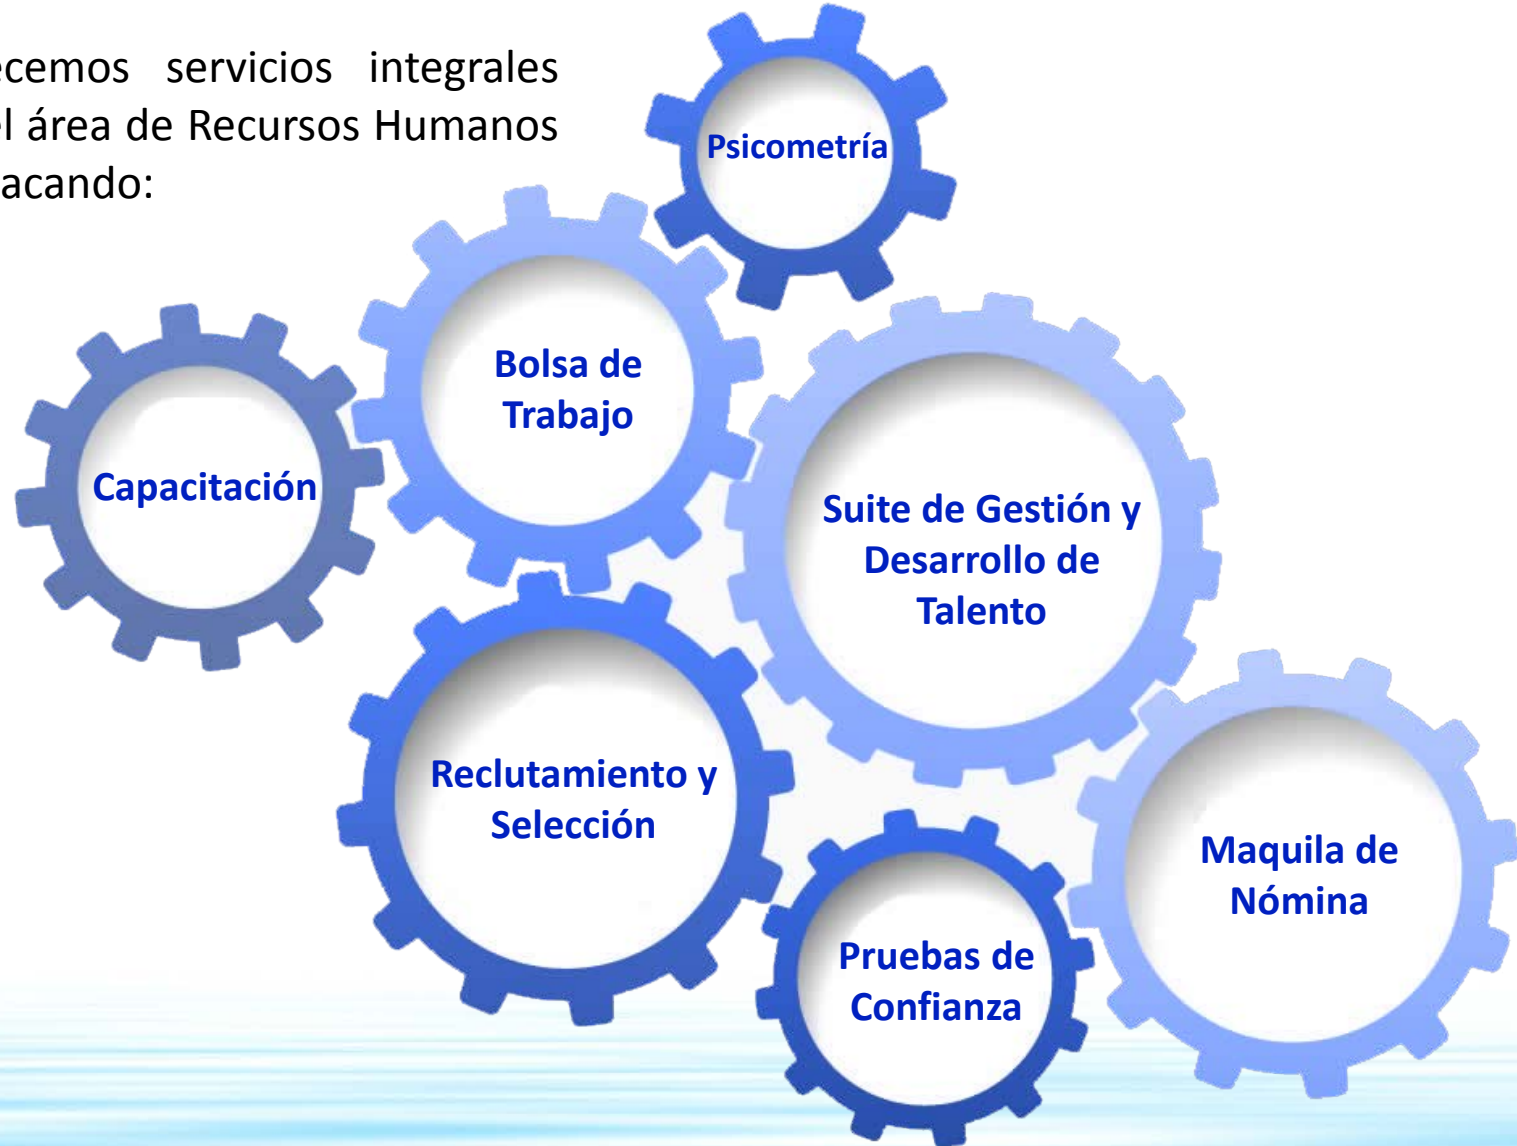 ecemos servicios integrales
el área de Recursos Humanos
acando:
Psicometría
Bolsa de
Trabajo
Capacitación
Suite de Gestión y
Desarrollo de
Talento
Reclutamiento y
Selección
Maquila de
Nómina
Pruebas de
Confianza